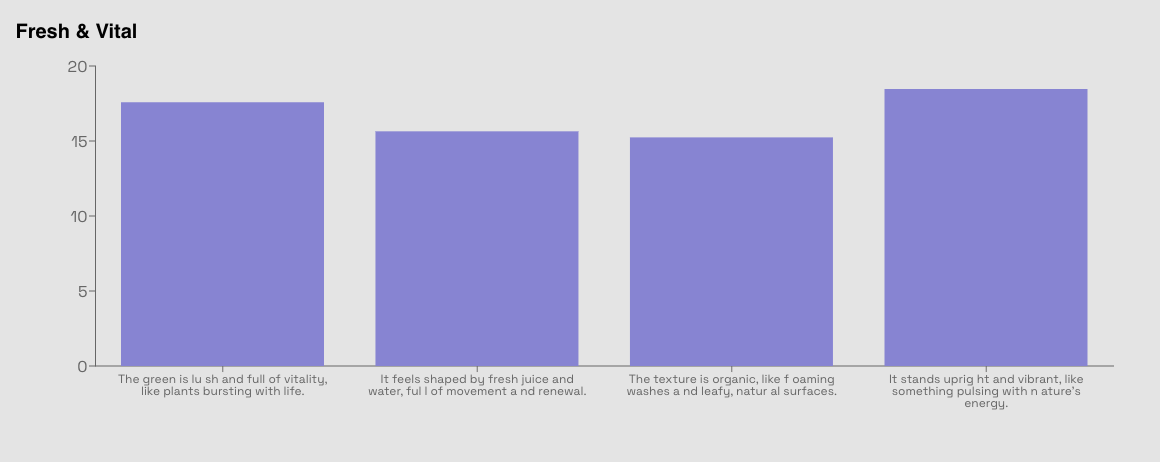 Fresh & Vital
20
15
10
5
0
The green is lu sh and full of vitality,
like plants bursting with life.
It feels shaped by fresh juice and
water, ful l of movement a nd renewal.
The texture is organic, like f oaming
washes a nd leafy, natur al surfaces.
It stands uprig ht and vibrant, like
something pulsing with n ature's
energy.